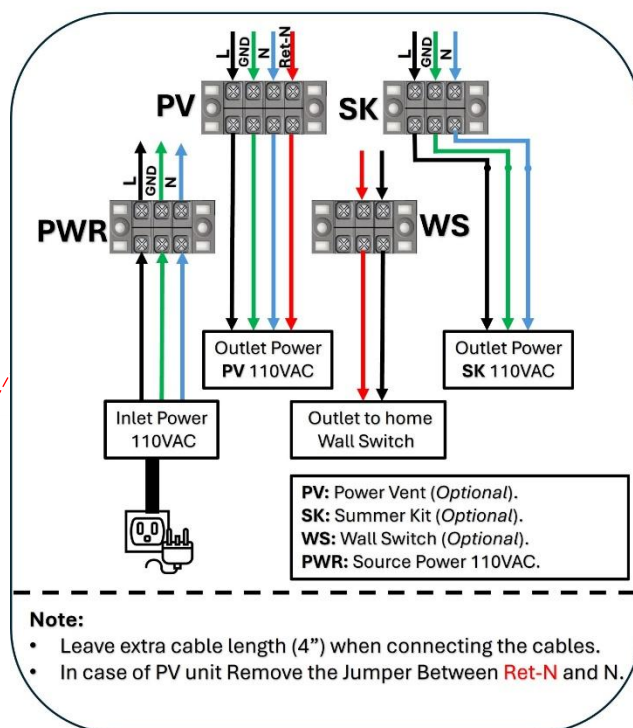 L
GND
N
Ret-N
L
GND
N
PV
SK
L
GND
N
PWR
WS
Outlet Power
PV 110VAC
Outlet Power
SK 110VAC
Inlet Power
110VAC
Outlet to home
Wall Switch
PV: Power Vent (Optional).
SK: Summer Kit (Optional).
WS: Wall Switch (Optional).
PWR: Source Power 110VAC.
Note:
• Leave extra cable length (4”) when connecting the cables.
• In case of PV unit Remove the Jumper Between Ret-N and N.